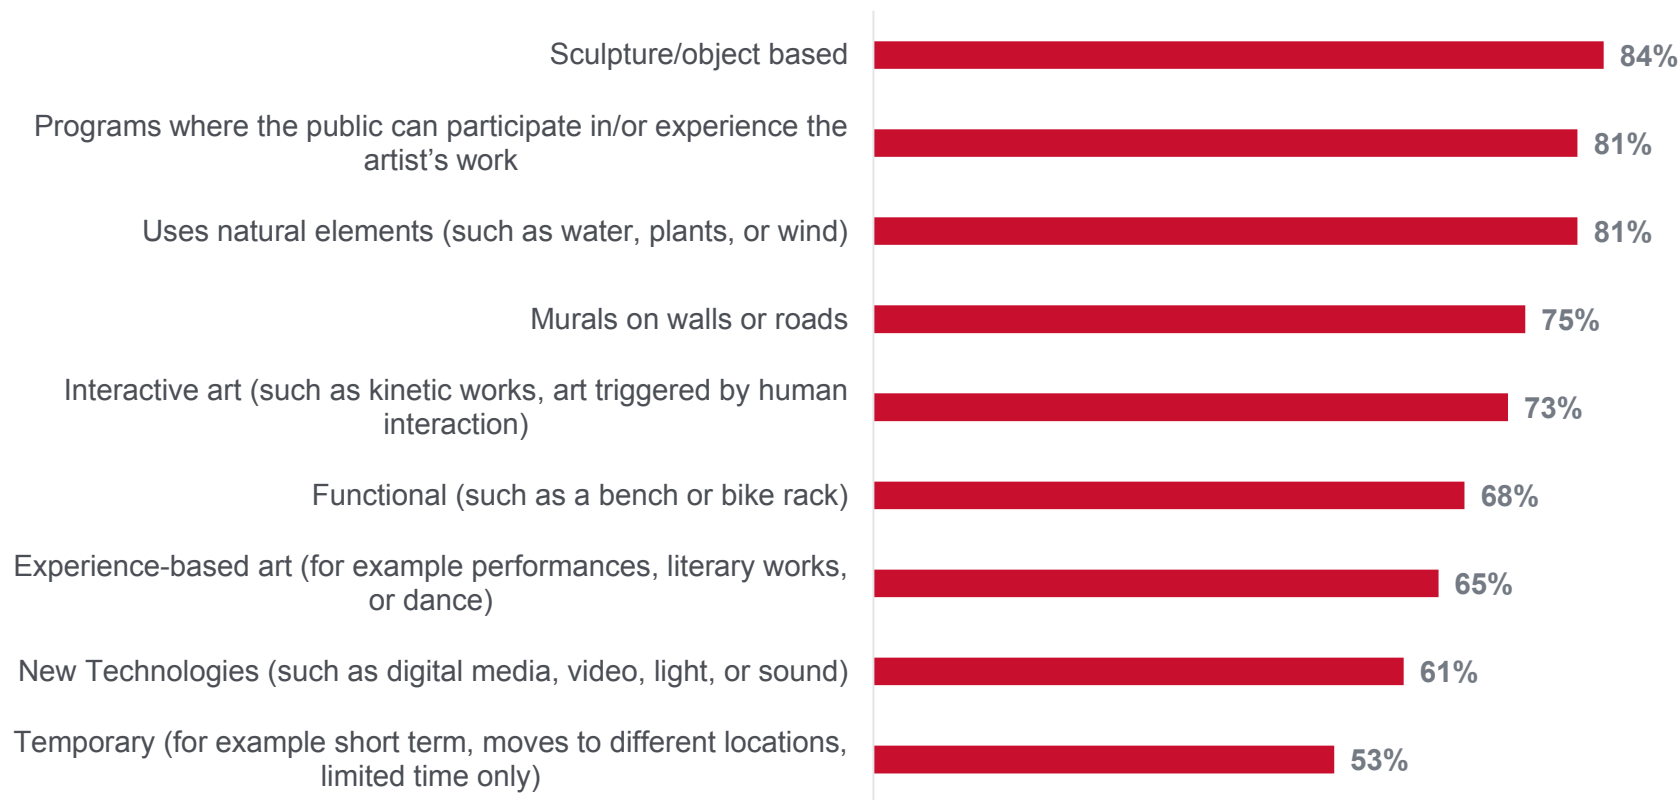 Sculpture/object based
84%
Programs where the public can participate in/or experience the
artist’s work
81%
Uses natural elements (such as water, plants, or wind)
81%
Murals on walls or roads
75%
Interactive art (such as kinetic works, art triggered by human
interaction)
73%
Functional (such as a bench or bike rack)
68%
Experience-based art (for example performances, literary works,
or dance)
65%
New Technologies (such as digital media, video, light, or sound)
61%
Temporary (for example short term, moves to different locations,
limited time only)
53%